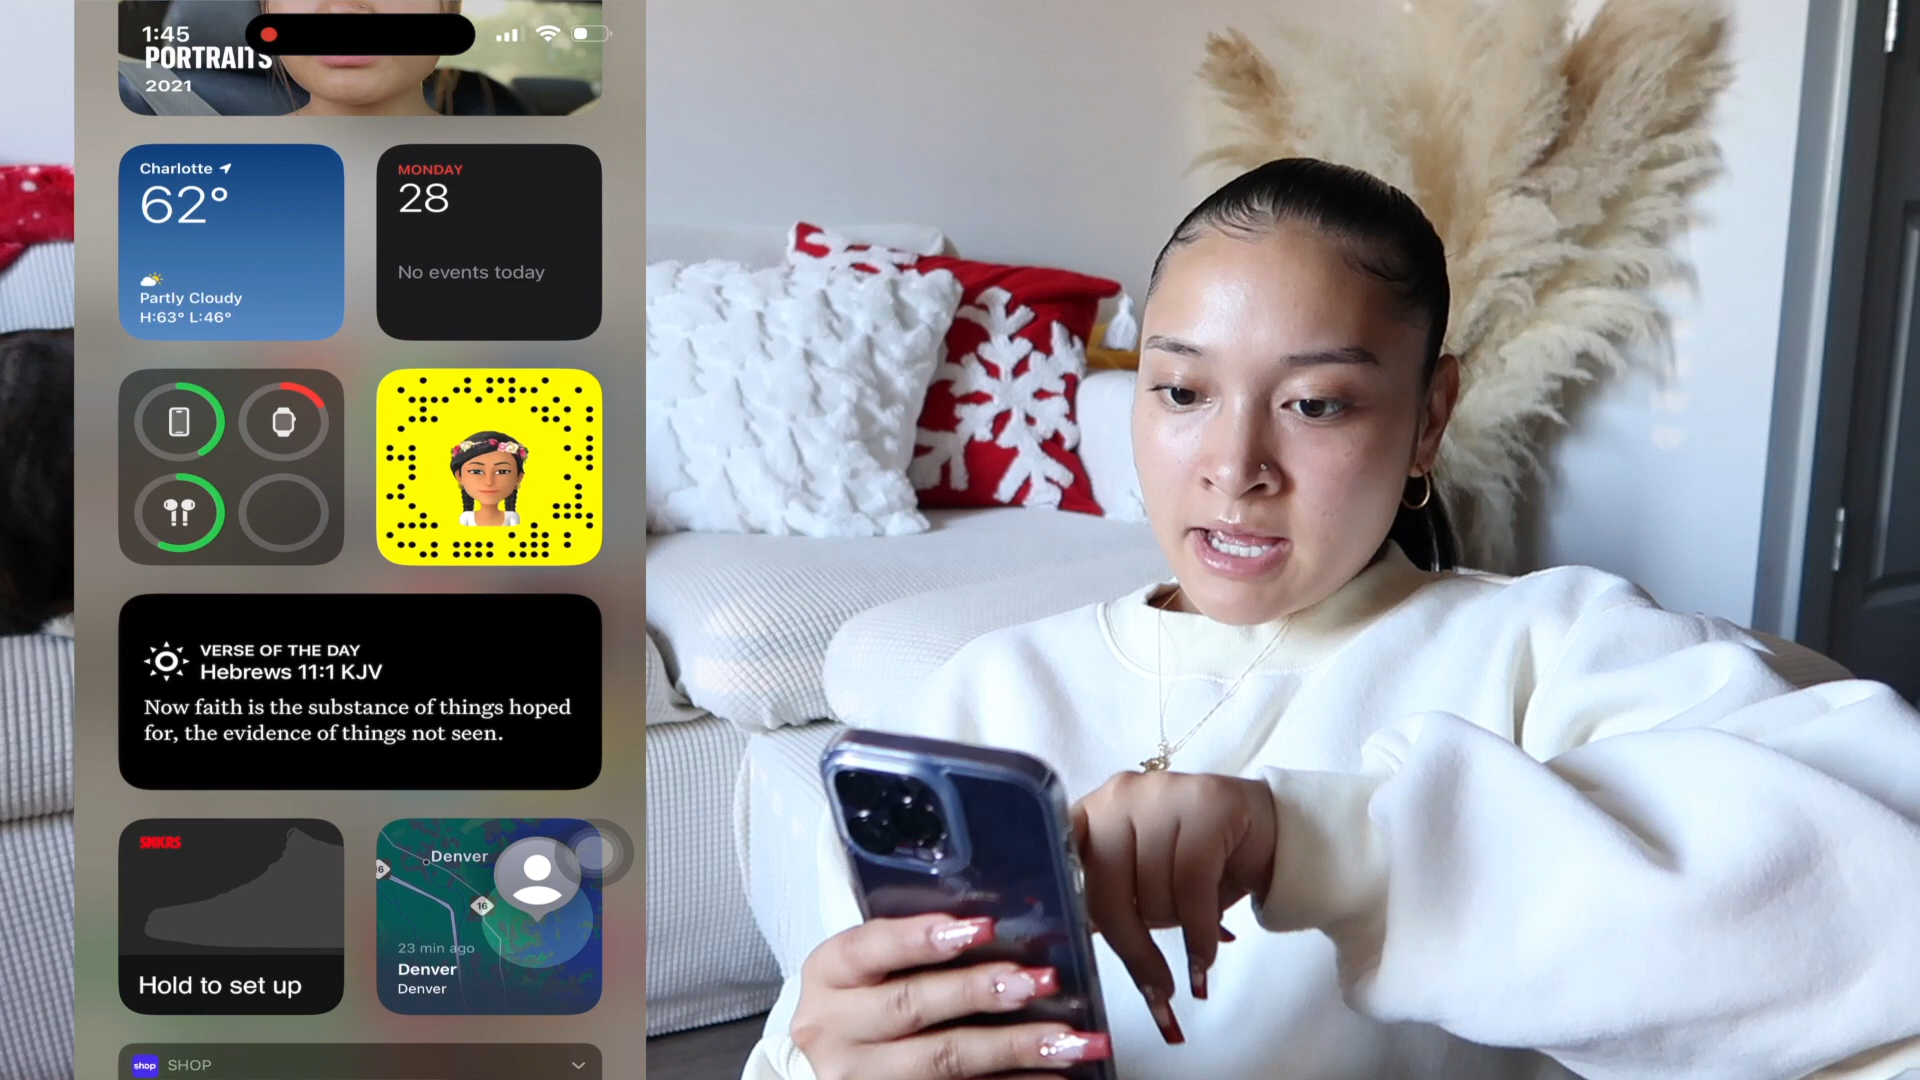 1:45
PORTRAITS
2021
Charlotte
62°
Partly Cloudy
H:63° L:46°
MONDAY
28
No events today
VERSE OF THE DAY
Hebrews 11:1 KJV
Now faith is the substance of things hoped
for, the evidence of things not seen.
SNKRS
Hold to set up
Denver
6
16
23 min ago
Denver
Denver
shop SHOP